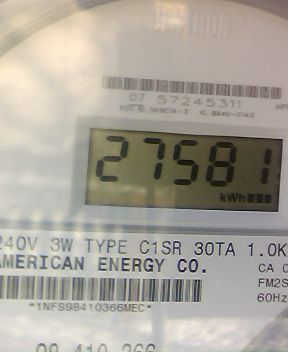 07 57245311
27581
kWh
240V 3W TYPE C1SR 30TA 1.0K
AMERICAN ENERGY CO.
CA 0
FM2S
60Hz
*1NFS98410366MEC*